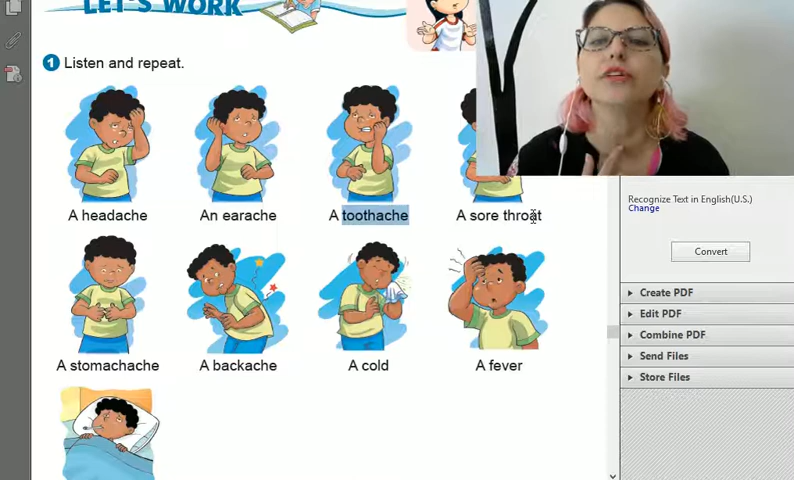 LET'S WORK
1 Listen and repeat.
A headache
An earache
A toothache
A sore throat
A stomachache
A backache
A cold
A fever
Recognize Text in English(U.S.)
Change
Convert
Create PDF
Edit PDF
Combine PDF
Send Files
Store Files